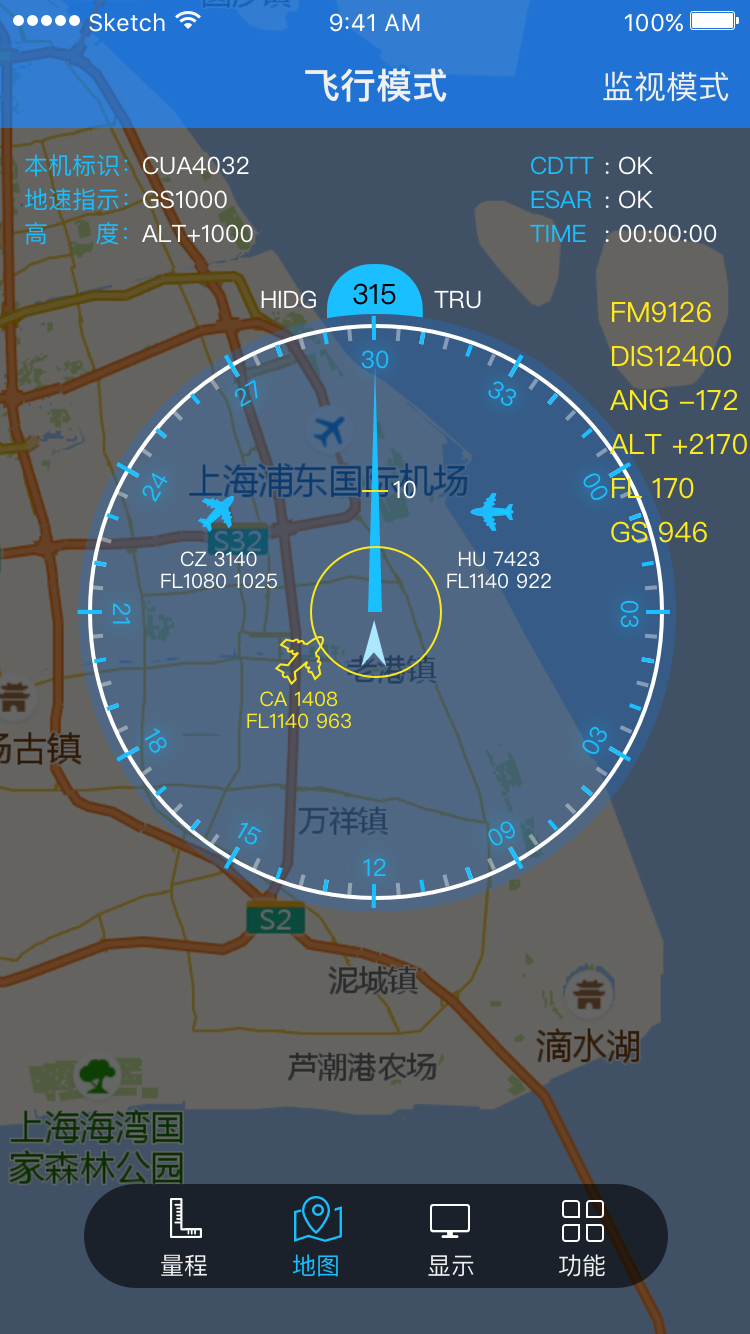 Sketch 9:41 AM 100%
飞行模式 监视模式
本机标识：CUA4032
地速指示：GS1000
高 度：ALT+1000
CDTT : OK
ESAR : OK
TIME : 00:00:00
HIDG 315 TRU
FM9126
DIS12400
ANG –172
ALT +2170
FL 170
GS 946
30
27
33
24
00
上海浦东国际机场
10
S32
CZ 3140
FL1080 1025
HU 7423
FL1140 922
21
03
老港镇
CA 1408
FL1140 963
18
03
古镇
万祥镇
15
09
12
S2
泥城镇
滴水湖
芦潮港农场
上海海湾国
家森林公园
量程 地图 显示 功能